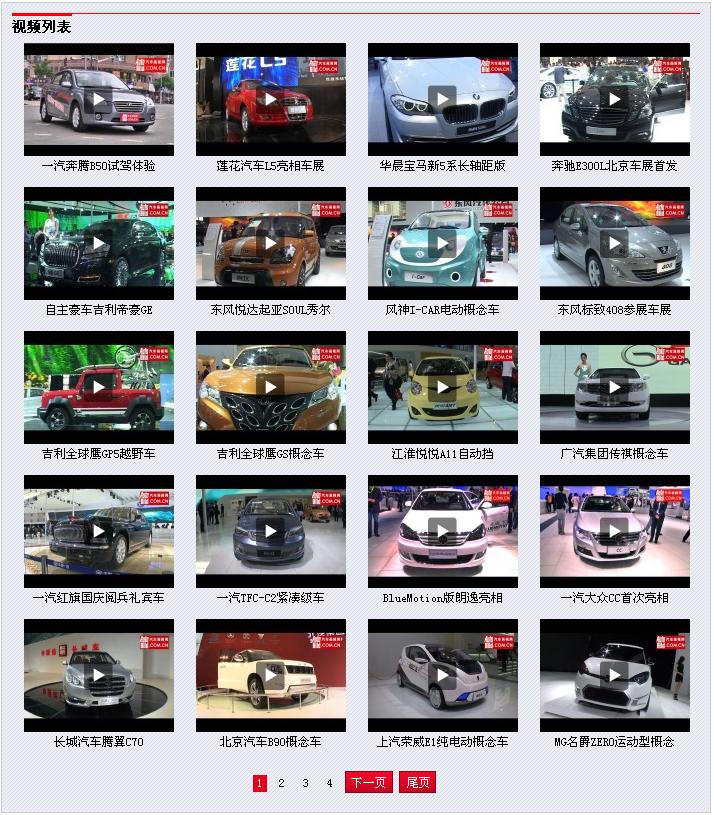 视频列表
一汽奔腾B50试驾体验
莲花汽车L5亮相车展
华晨宝马新5系长轴距版
奔驰E300L北京车展首发
自主豪车吉利帝豪GE
东风悦达起亚SOUL秀尔
风神I-CAR电动概念车
东风标致408参展车展
吉利全球鹰GP5越野车
吉利全球鹰GS概念车
江淮悦悦A11自动挡
广汽集团传祺概念车
一汽红旗国庆阅兵礼宾车
一汽TFC-C2紧凑级车
BlueMotion版朗逸亮相
一汽大众CC首次亮相
长城汽车腾翼C70
北京汽车B90概念车
上汽荣威E1纯电动概念车
MG名爵ZERO运动型概念
1 2 3 4 下一页 尾页